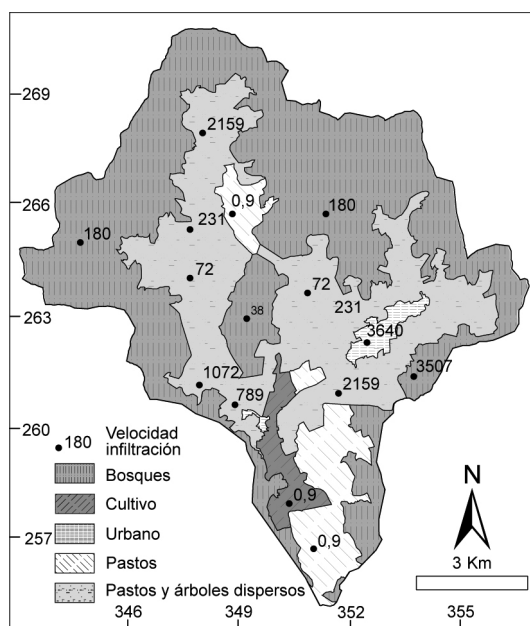 269
2159
266
0,9
180
180
231
72
72
231
263
38
3640
3507
1072
2159
789
260
180 Velocidad
infiltración
Bosques
Cultivo
0,9
N
Urbano
257
0,9
Pastos
3 Km
Pastos y árboles dispersos
346
349
352
355